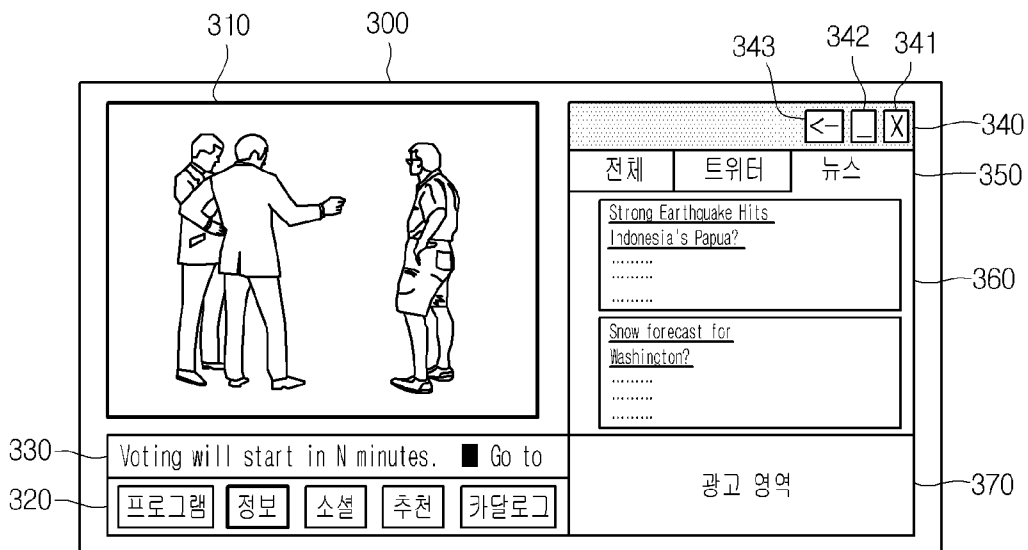 310
300
343
342
341
<-
_
X
340
전체
트위터
뉴스
350
Strong Earthquake Hits
Indonesia's Papua?
.........
.........
.........
360
Snow forecast for
Washington?
.........
.........
.........
330
Voting will start in N minutes. ■ Go to
320
프로그램
정보
소셜
추천
카달로그
광고 영역
370